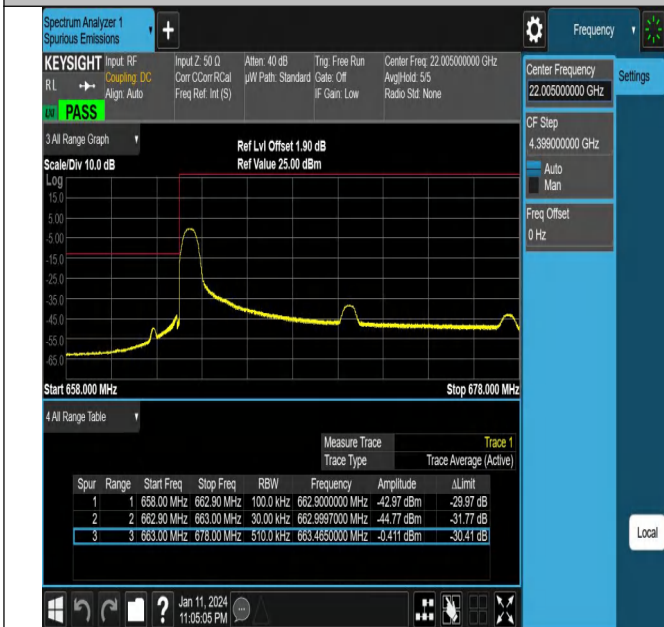 Spectrum Analyzer 1
Spurious Emissions
+
Frequency
KEYSIGHT
RL
Input: RF
Coupling: DC
Align: Auto
Input Z: 50 Ω
Corr CCorr RCal
Freq Ref: Int (S)
Atten: 40 dB
µW Path: Standard
Trig: Free Run
Gate: Off
IF Gain: Low
Center Freq: 22.005000000 GHz
Avg|Hold: 5/5
Radio Std: None
PASS
Center Frequency
22.005000000 GHz
Settings
CF Step
4.399000000 GHz
Auto
Man
Freq Offset
0 Hz
3 All Range Graph
Scale/Div 10.0 dB
Ref Lvl Offset 1.90 dB
Ref Value 25.00 dBm
Log
15.0
5.00
-5.00
-15.0
-25.0
-35.0
-45.0
-55.0
-65.0
Start 658.000 MHz
Stop 678.000 MHz
4 All Range Table
Measure Trace Trace 1
Trace Type Trace Average (Active)
Spur Range Start Freq Stop Freq RBW Frequency Amplitude ΔLimit
1 1 658.00 MHz 662.90 MHz 100.0 kHz 662.9000000 MHz -42.97 dBm -29.97 dB
2 2 662.90 MHz 663.00 MHz 30.00 kHz 662.9997000 MHz -44.77 dBm -31.77 dB
3 3 663.00 MHz 678.00 MHz 510.0 kHz 663.4650000 MHz -0.411 dBm -30.41 dB
Local
?
Jan 11, 2024
11:05:05 PM